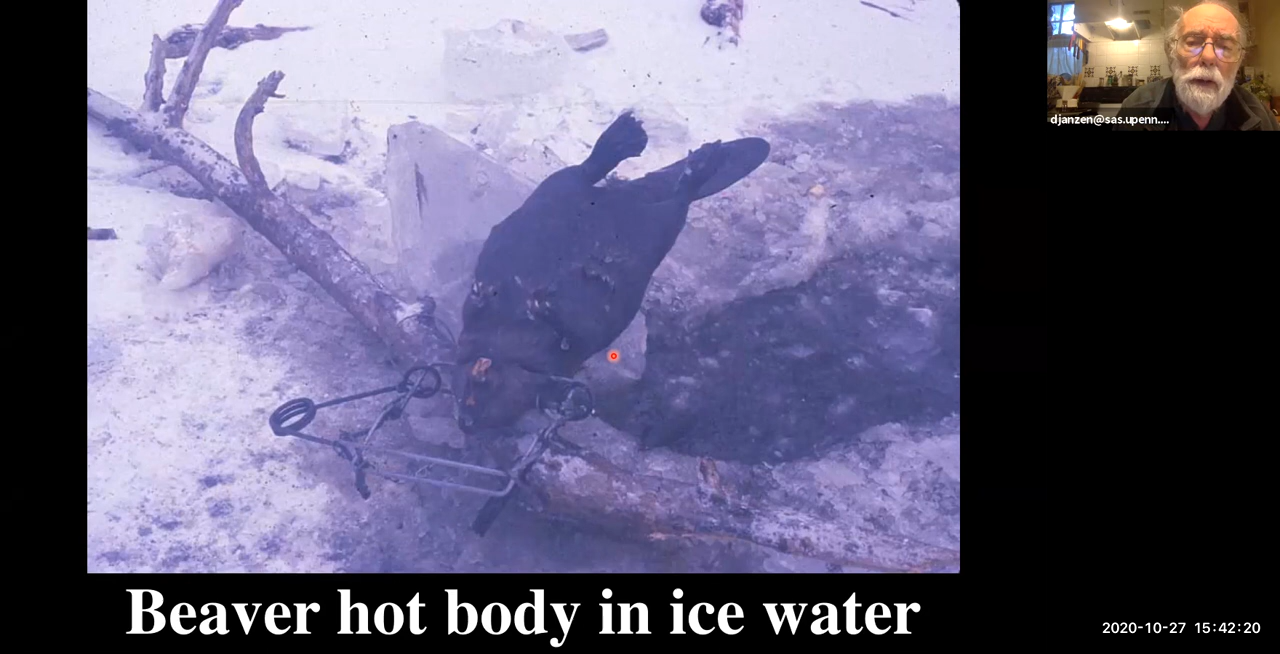 djanzen@sas.upenn....
Beaver hot body in ice water
2020-10-27 15:42:20